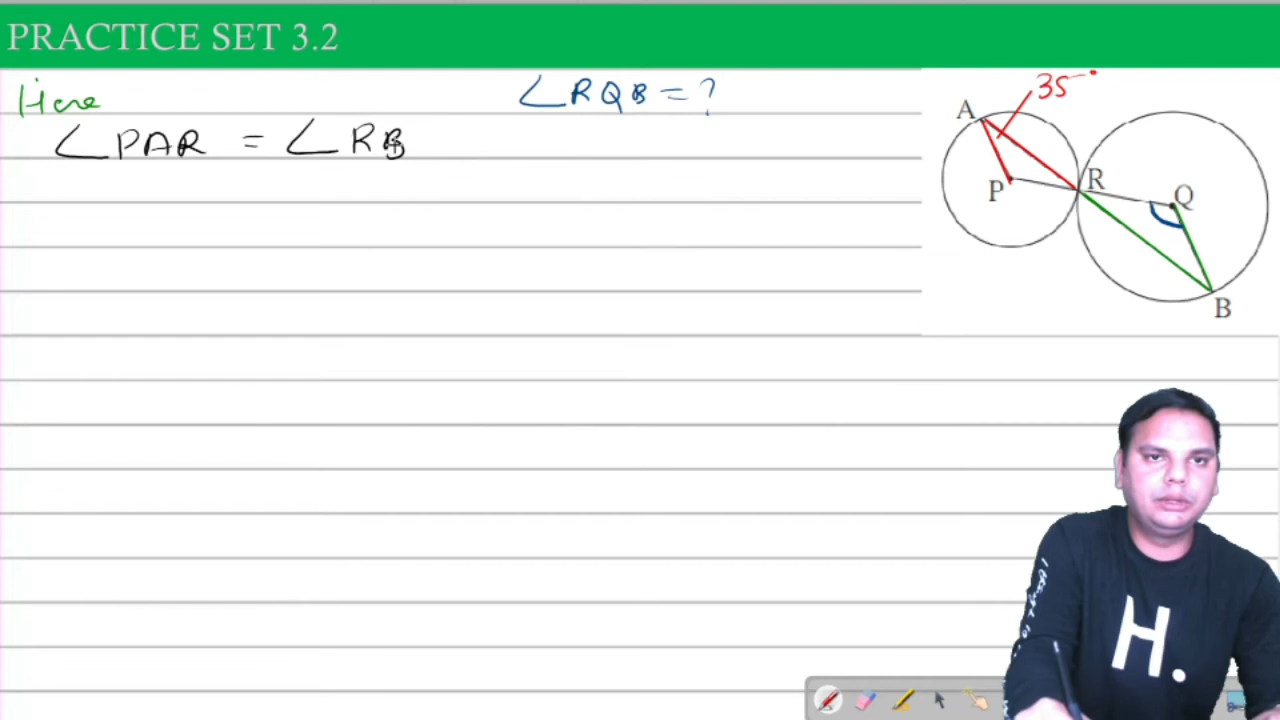 PRACTICE SET 3.2
Here
∠RQB = ?
∠PAR = ∠RB
35°
A
P
R
Q
B
H.